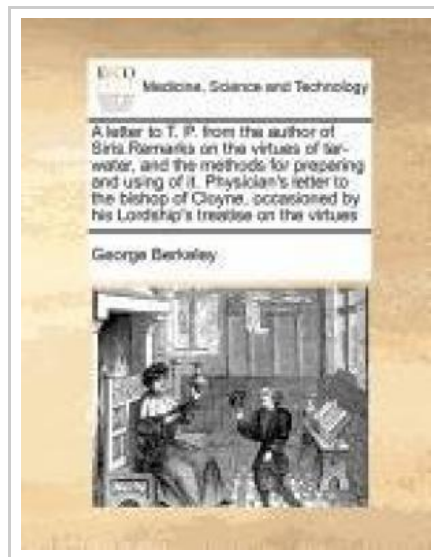 ECCO
Medicine, Science and Technology
A letter to T. P. from the author of
Siris.Remarks on the virtues of tar-
water, and the methods for preparing
and using of it. Physician's letter to
the bishop of Cloyne, occasioned by
his Lordship's treatise on the virtues
George Berkeley